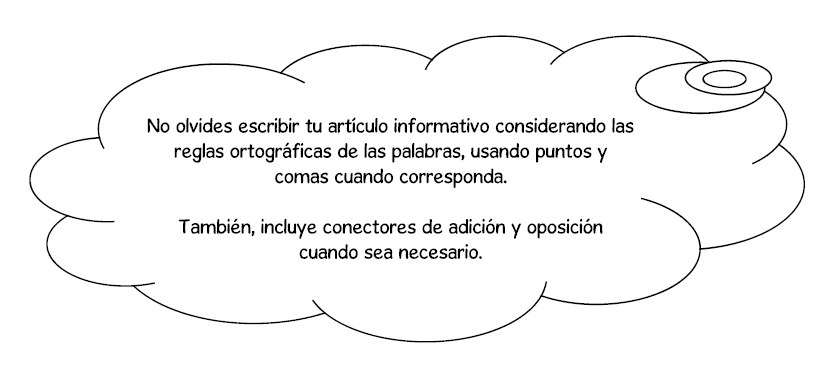 No olvides escribir tu artículo informativo considerando las
reglas ortográficas de las palabras, usando puntos y
comas cuando corresponda.
También, incluye conectores de adición y oposición
cuando sea necesario.